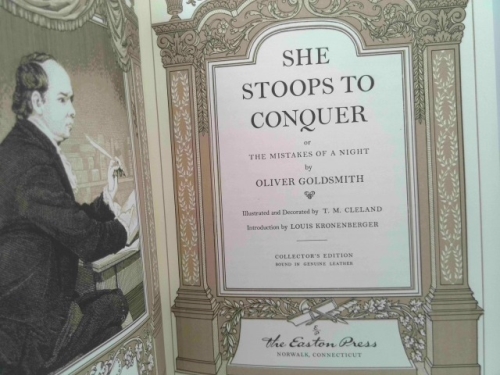 SHE
STOOPS TO
CONQUER
or
THE MISTAKES OF A NIGHT
by
OLIVER GOLDSMITH
Illustrated and Decorated by T. M. CLELAND
Introduction by LOUIS KRONENBERGER
COLLECTOR'S EDITION
BOUND IN GENUINE LEATHER
The Easton Press
NORWALK, CONNECTICUT